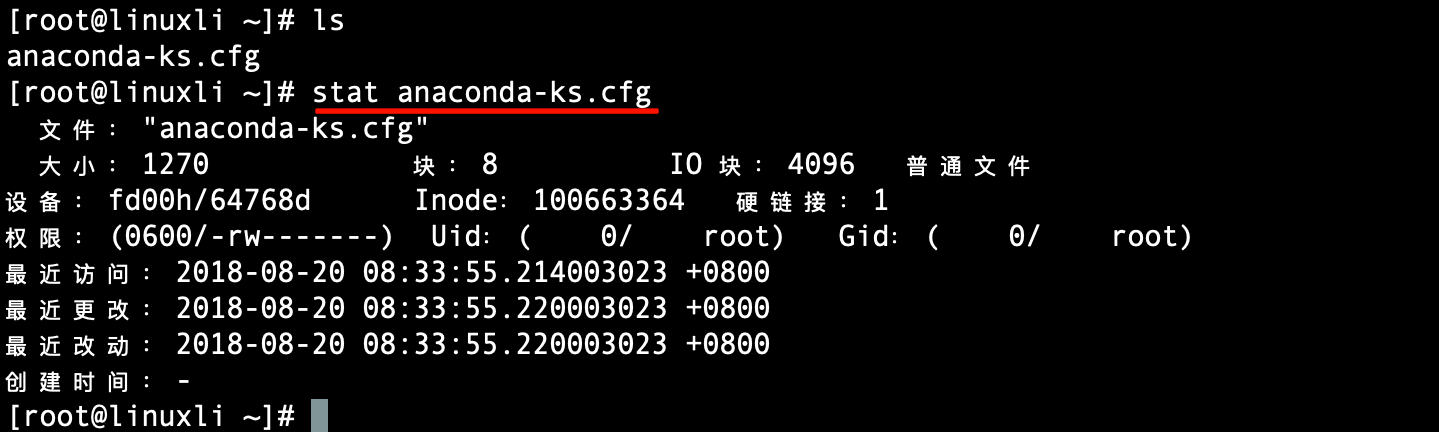 [root@linuxli ~]# ls
anaconda-ks.cfg
[root@linuxli ~]# stat anaconda-ks.cfg
  文件："anaconda-ks.cfg"
  大小：1270            块：8          IO 块：4096   普通文件
设备：fd00h/64768d      Inode: 100663364   硬链接：1
权限：(0600/-rw-------)  Uid: (    0/    root)   Gid: (    0/    root)
最近访问：2018-08-20 08:33:55.214003023 +0800
最近更改：2018-08-20 08:33:55.220003023 +0800
最近改动：2018-08-20 08:33:55.220003023 +0800
创建时间：-
[root@linuxli ~]#